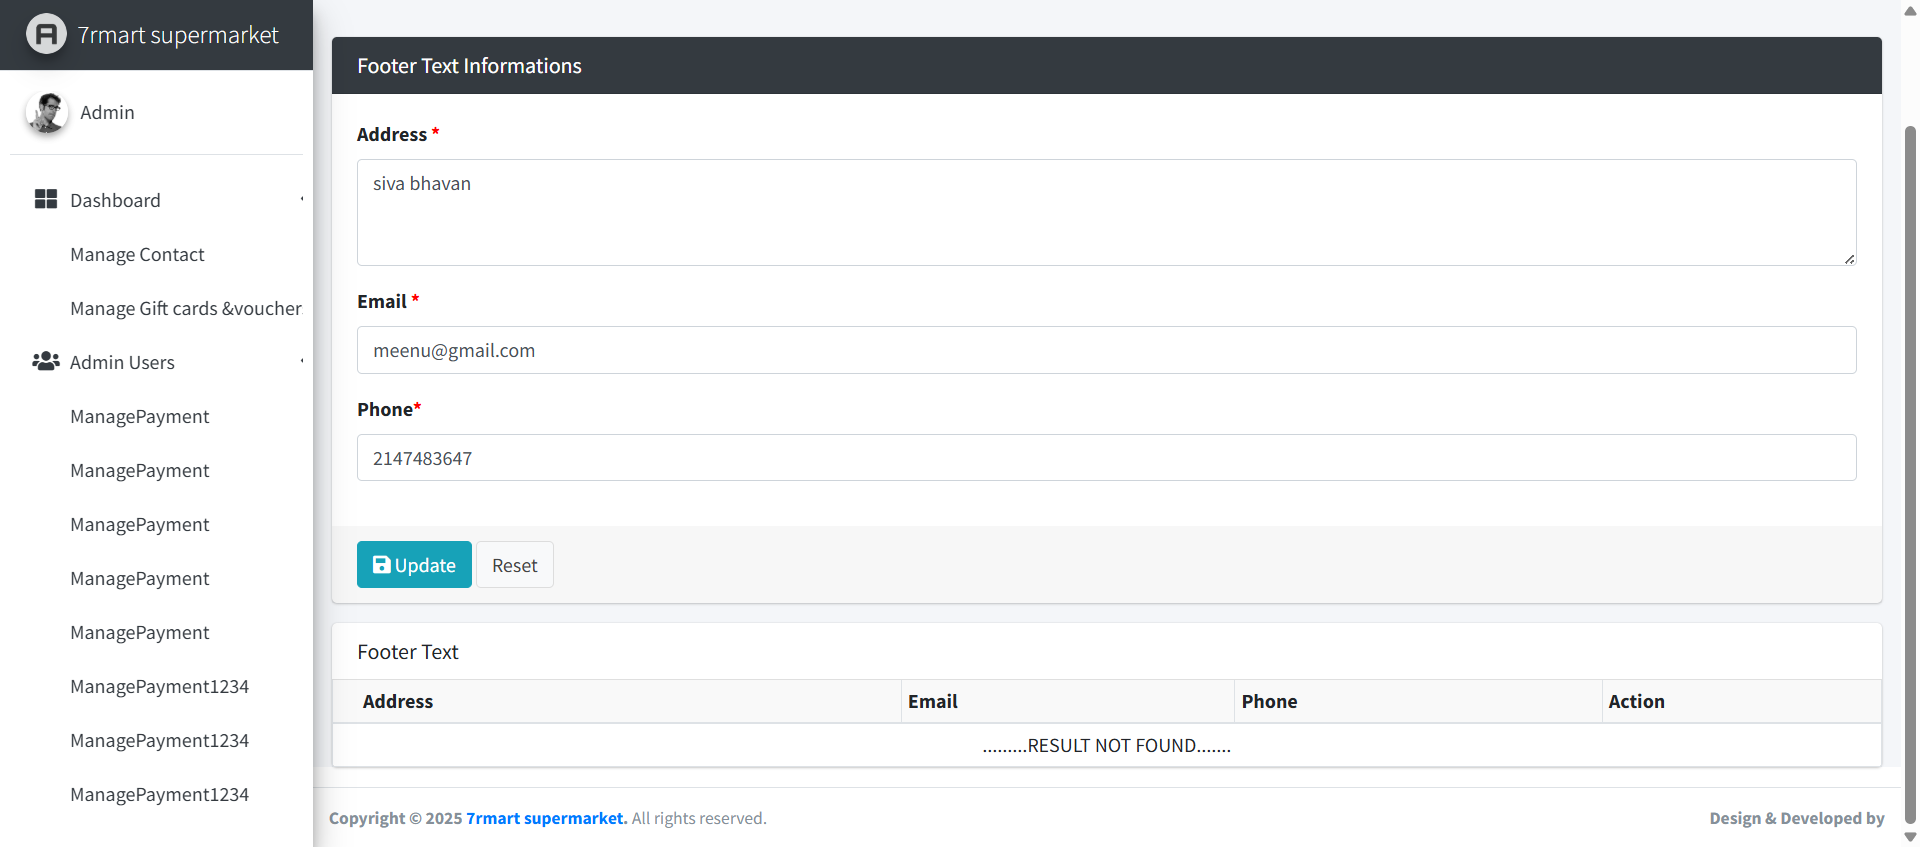 7rmart supermarket
Admin
Dashboard
Manage Contact
Manage Gift cards &voucher
Admin Users
ManagePayment
ManagePayment
ManagePayment
ManagePayment
ManagePayment
ManagePayment1234
ManagePayment1234
ManagePayment1234
Footer Text Informations
Address *
siva bhavan
Email *
meenu@gmail.com
Phone*
2147483647
Update Reset
Footer Text
Address Email Phone Action
.........RESULT NOT FOUND.......
Copyright © 2025 7rmart supermarket. All rights reserved.
Design & Developed by